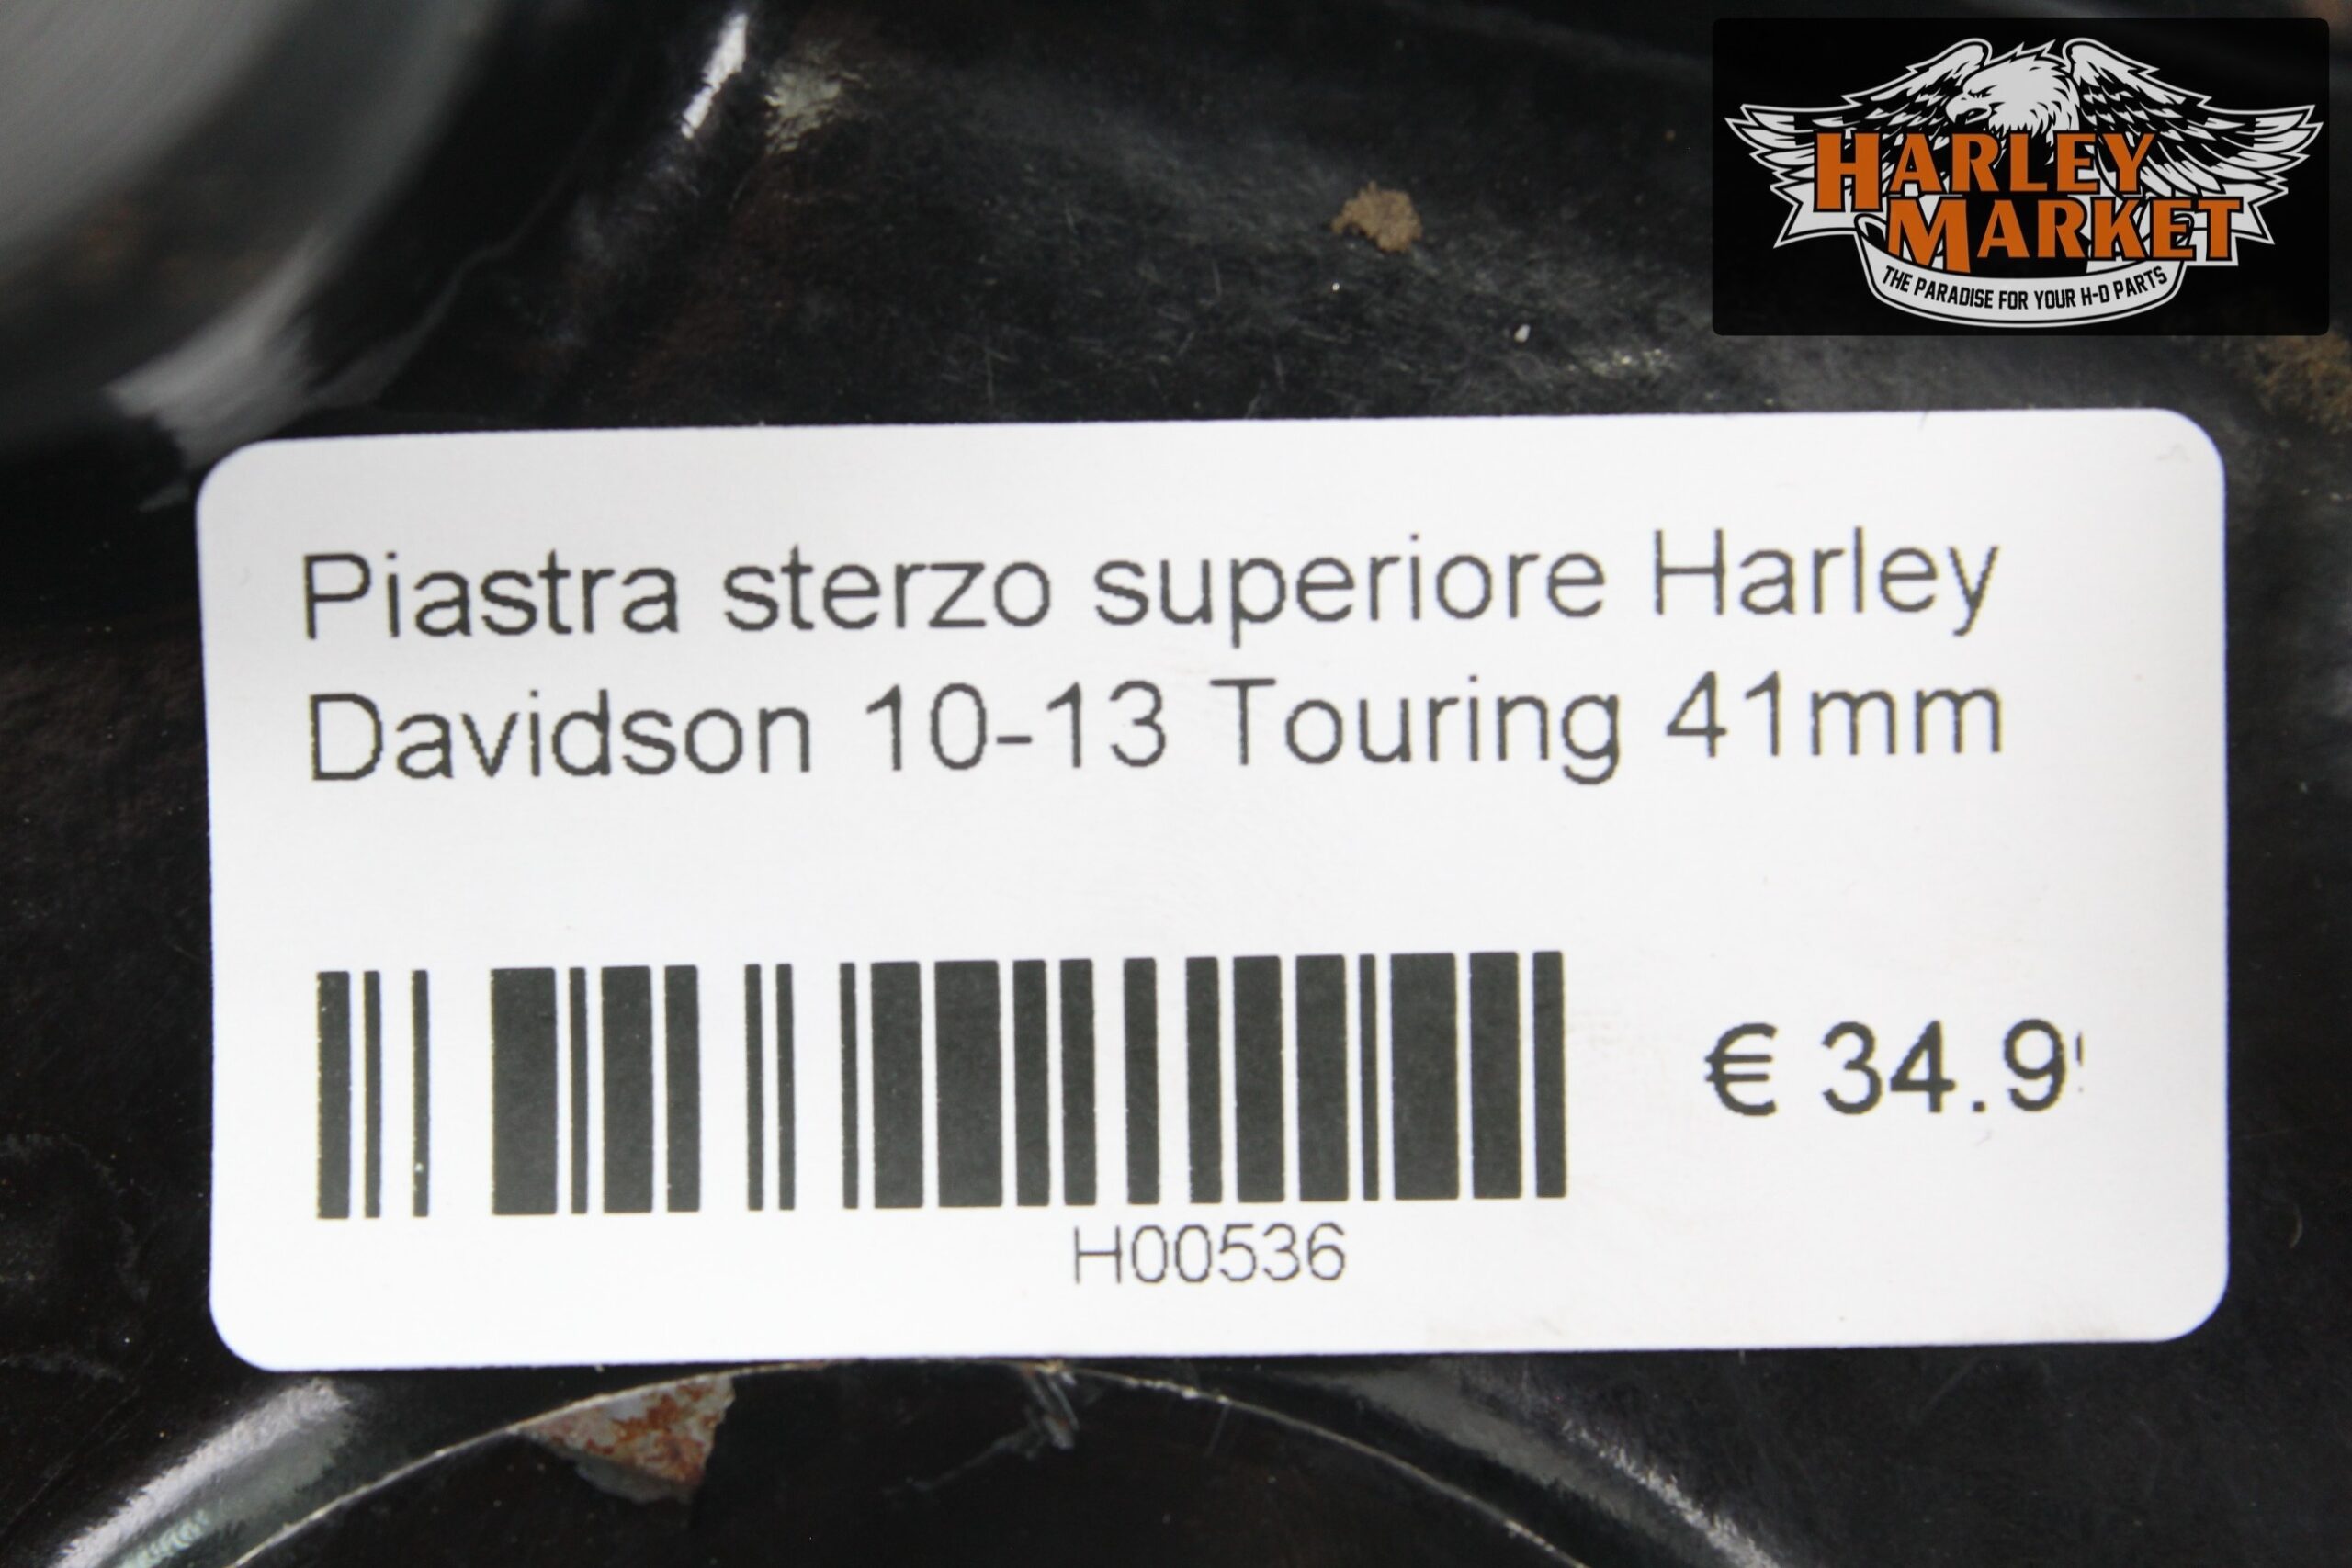 HARLEY
MARKET
THE PARADISE FOR YOUR H-D PARTS
Piastra sterzo superiore Harley
Davidson 10-13 Touring 41mm
€ 34.9
H00536